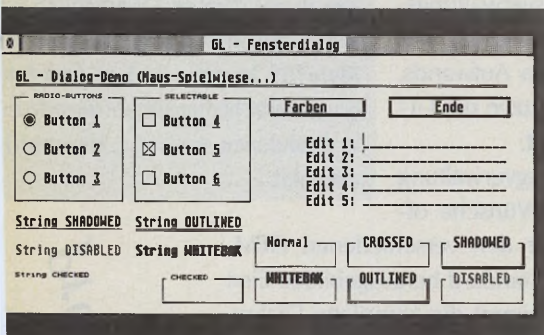 GL - Fensterdialog
GL - Dialog-Demo (Maus-Spielwiese...)
RADIO-BUTTONS
SELECTABLE
Farben
Ende
Button 1
Button 4
Button 2
Button 5
Button 3
Button 6
Edit 1:
Edit 2:
Edit 3:
Edit 4:
Edit 5:
String SHADOWED
String OUTLINED
String DISABLED
String WHITEBAK
String CHECKED
Normal
CROSSED
SHADOWED
CHECKED
WHITEBAK
OUTLINED
DISABLED